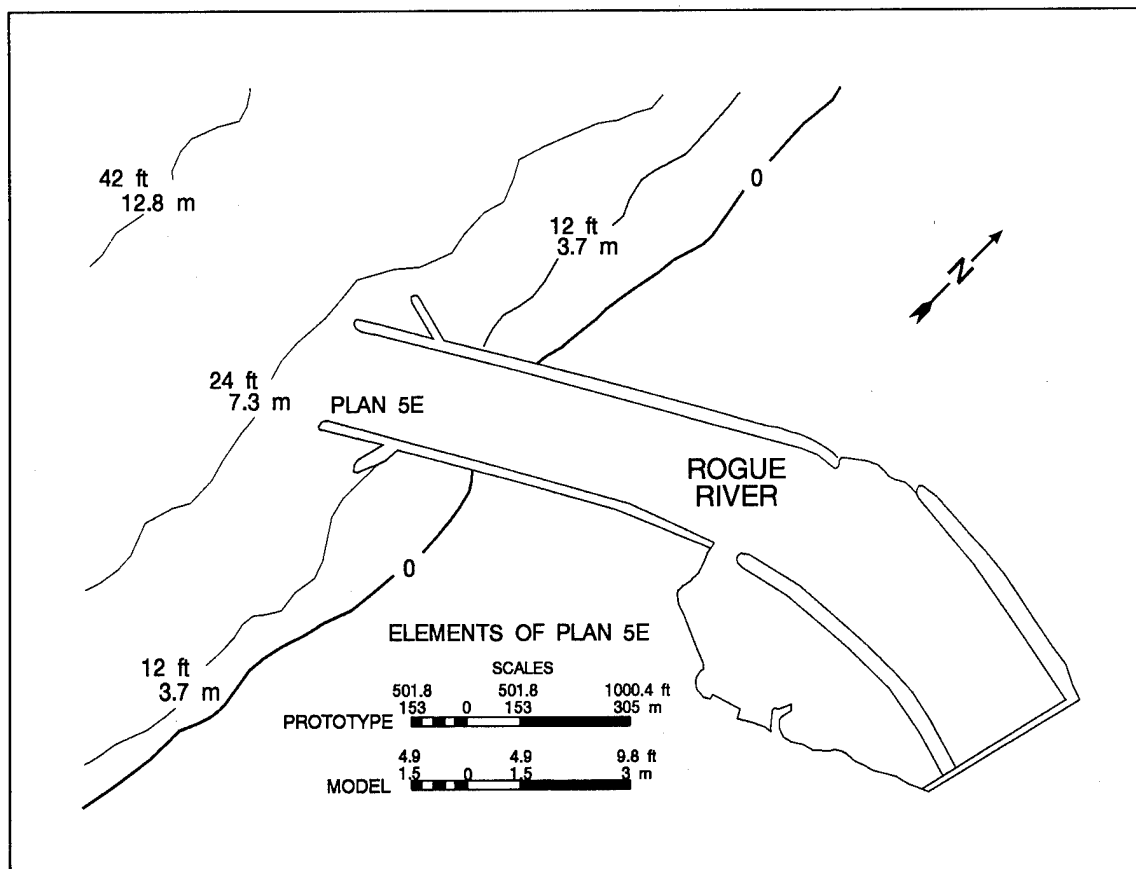 42 ft
12.8 m
0
12 ft
3.7 m
N
24 ft
7.3 m
PLAN 5E
ROGUE
RIVER
0
ELEMENTS OF PLAN 5E
12 ft
3.7 m
SCALES
501.8 501.8 1000.4 ft
153 0 153 305 m
PROTOTYPE
4.9 4.9 9.8 ft
1.5 0 1.5 3 m
MODEL